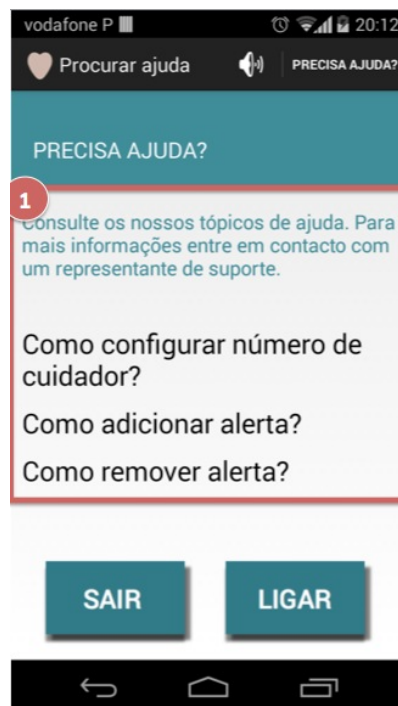 vodafone P 20:12
Procurar ajuda PRECISA AJUDA?
PRECISA AJUDA?
1
Consulte os nossos tópicos de ajuda. Para
mais informações entre em contacto com
um representante de suporte.
Como configurar número de
cuidador?
Como adicionar alerta?
Como remover alerta?
SAIR LIGAR